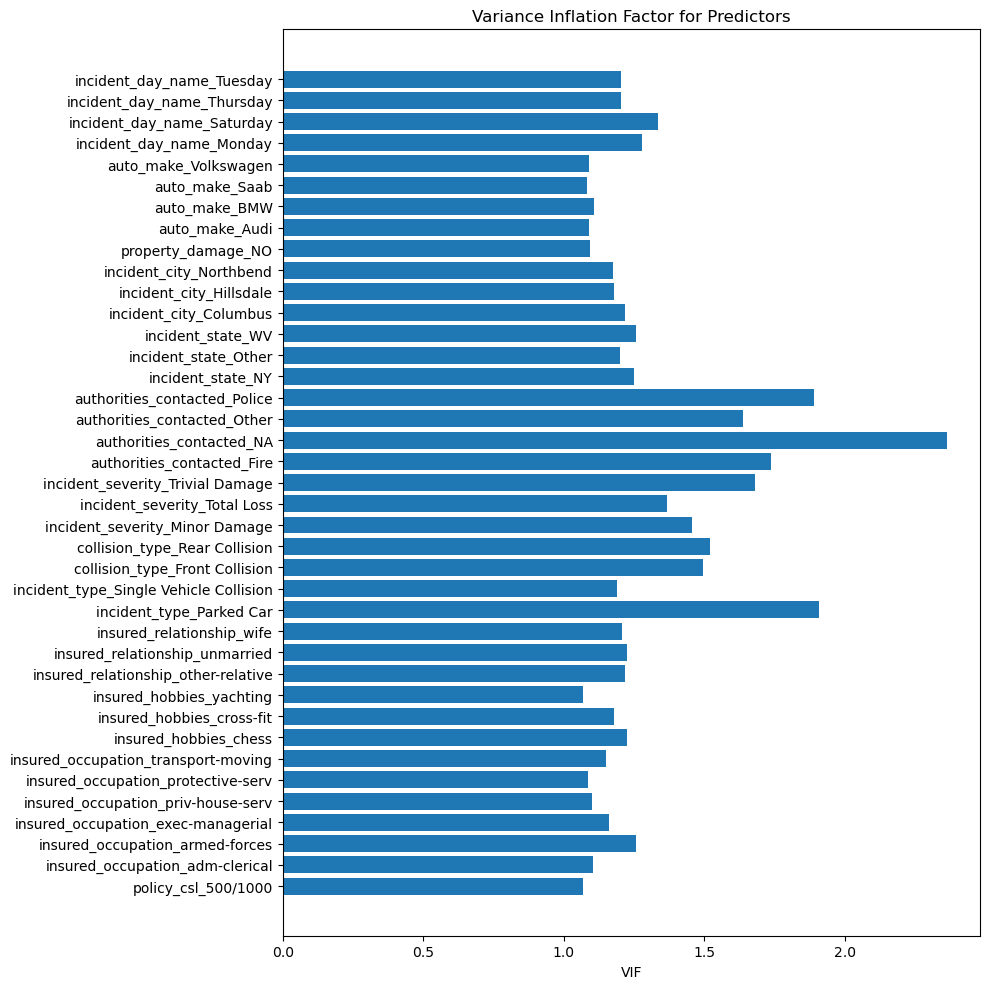 Variance Inflation Factor for Predictors
incident_day_name_Tuesday
incident_day_name_Thursday
incident_day_name_Saturday
incident_day_name_Monday
auto_make_Volkswagen
auto_make_Saab
auto_make_BMW
auto_make_Audi
property_damage_NO
incident_city_Northbend
incident_city_Hillsdale
incident_city_Columbus
incident_state_WV
incident_state_Other
incident_state_NY
authorities_contacted_Police
authorities_contacted_Other
authorities_contacted_NA
authorities_contacted_Fire
incident_severity_Trivial Damage
incident_severity_Total Loss
incident_severity_Minor Damage
collision_type_Rear Collision
collision_type_Front Collision
incident_type_Single Vehicle Collision
incident_type_Parked Car
insured_relationship_wife
insured_relationship_unmarried
insured_relationship_other-relative
insured_hobbies_yachting
insured_hobbies_cross-fit
insured_hobbies_chess
insured_occupation_transport-moving
insured_occupation_protective-serv
insured_occupation_priv-house-serv
insured_occupation_exec-managerial
insured_occupation_armed-forces
insured_occupation_adm-clerical
policy_csl_500/1000
0.0 0.5 1.0 1.5 2.0
VIF